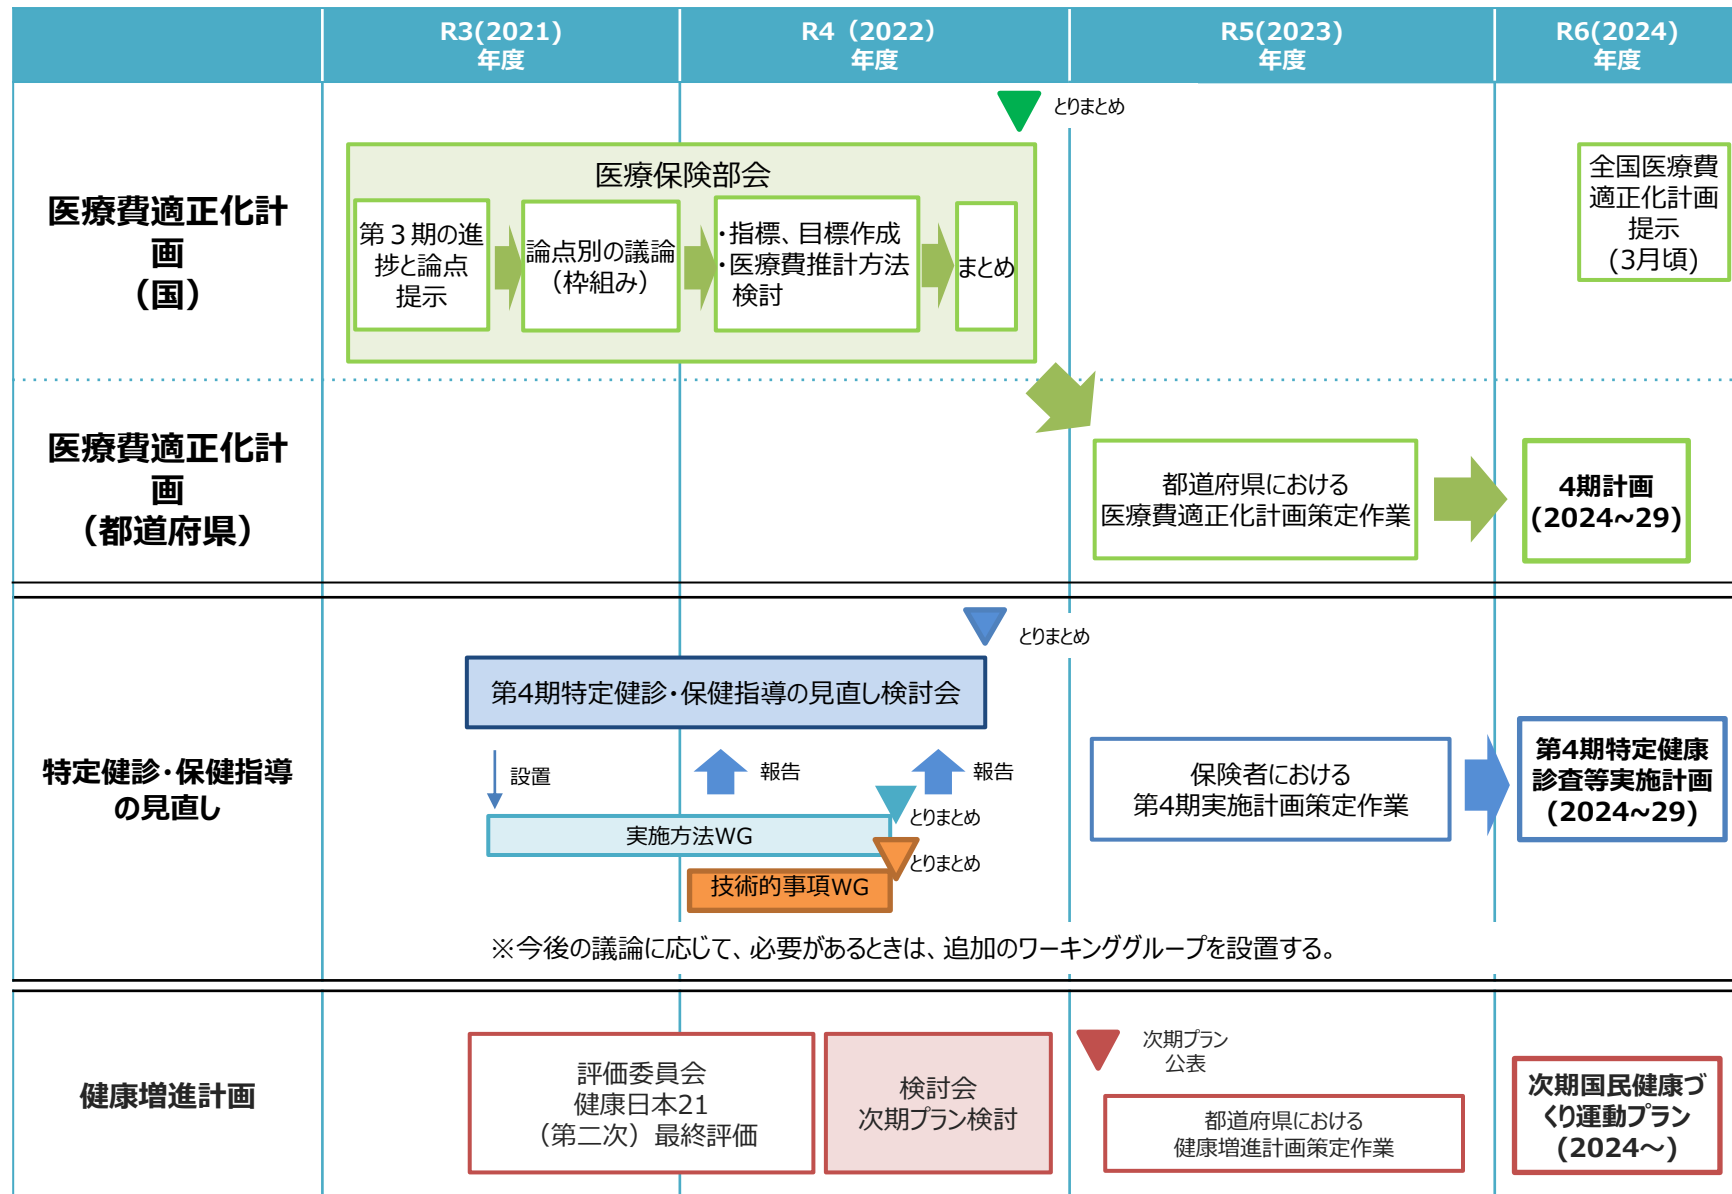 R3(2021)
年度
R4（2022）
年度
R5(2023)
年度
R6(2024)
年度
医療費適正化計
画
（国）
とりまとめ
医療保険部会
第３期の進
捗と論点
提示
論点別の議論
（枠組み）
・指標、目標作成
・医療費推計方法
検討
まとめ
全国医療費
適正化計画
提示
(3月頃)
医療費適正化計
画
（都道府県）
都道府県における
医療費適正化計画策定作業
4期計画
(2024~29)
特定健診・保健指導
の見直し
とりまとめ
第4期特定健診・保健指導の見直し検討会
設置
報告
報告
とりまとめ
実施方法WG
とりまとめ
技術的事項WG
保険者における
第4期実施計画策定作業
第4期特定健康
診査等実施計画
(2024~29)
※今後の議論に応じて、必要があるときは、追加のワーキンググループを設置する。
健康増進計画
評価委員会
健康日本21
（第二次）最終評価
検討会
次期プラン検討
次期プラン
公表
都道府県における
健康増進計画策定作業
次期国民健康づ
くり運動プラン
(2024～)